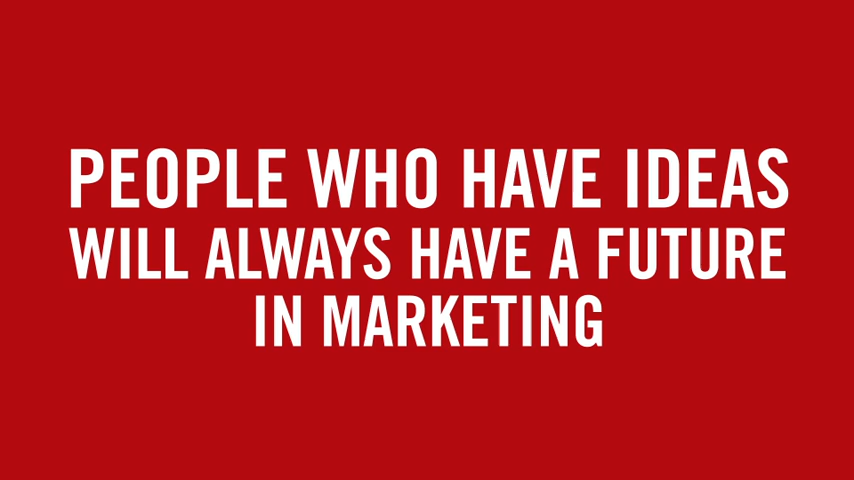 PEOPLE WHO HAVE IDEAS
WILL ALWAYS HAVE A FUTURE
IN MARKETING